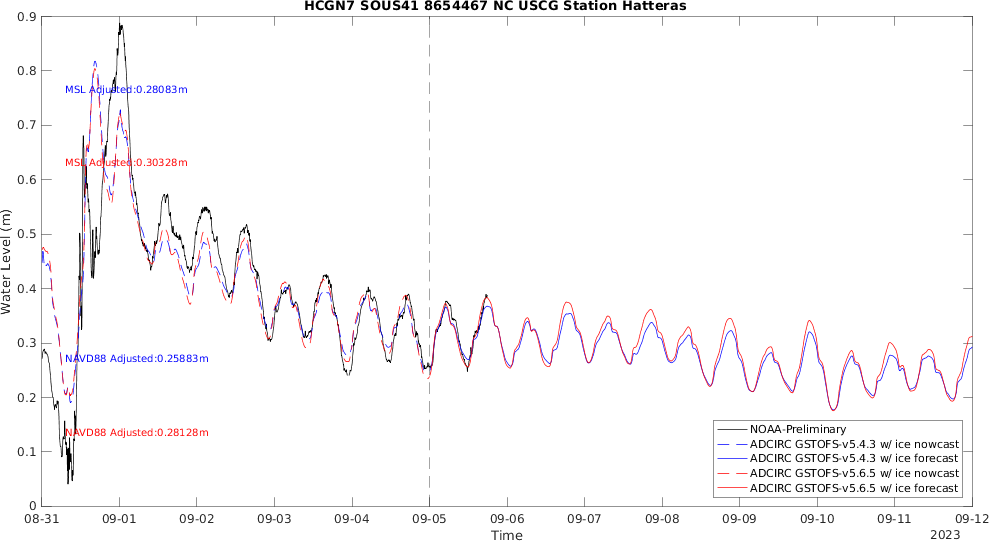 HCGN7 SOUS41 8654467 NC USCG Station Hatteras
0.9
0.8
0.7
0.6
0.5
0.4
0.3
0.2
0.1
0
Water Level (m)
MSL Adjusted:0.28083m
MSL Adjusted:0.30328m
NAVD88 Adjusted:0.25883m
NAVD88 Adjusted:0.28128m
NOAA-Preliminary
ADCIRC GSTOFS-v5.4.3 w/ ice nowcast
ADCIRC GSTOFS-v5.4.3 w/ ice forecast
ADCIRC GSTOFS-v5.6.5 w/ ice nowcast
ADCIRC GSTOFS-v5.6.5 w/ ice forecast
08-31 09-01 09-02 09-03 09-04 09-05 09-06 09-07 09-08 09-09 09-10 09-11 09-12
Time
2023